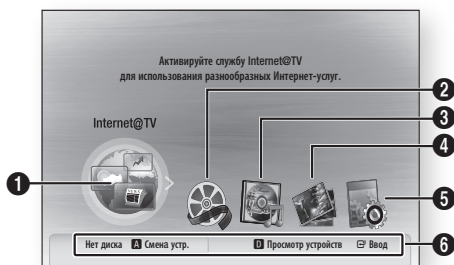 Активируйте службу Internet@TV
для использования разнообразных Интернет-услуг.
Internet@TV
1
2
3
4
5
6
Нет диска A Смена устр. D Просмотр устройств Ввод